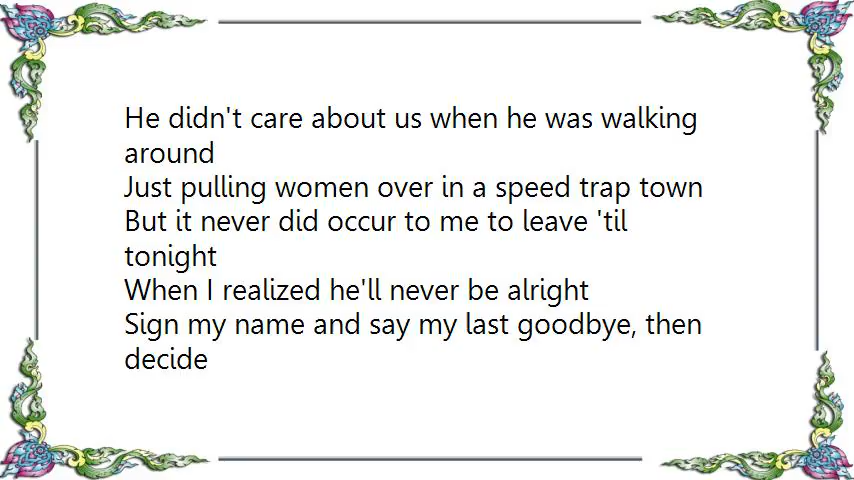 He didn't care about us when he was walking
around
Just pulling women over in a speed trap town
But it never did occur to me to leave 'til
tonight
When I realized he'll never be alright
Sign my name and say my last goodbye, then
decide